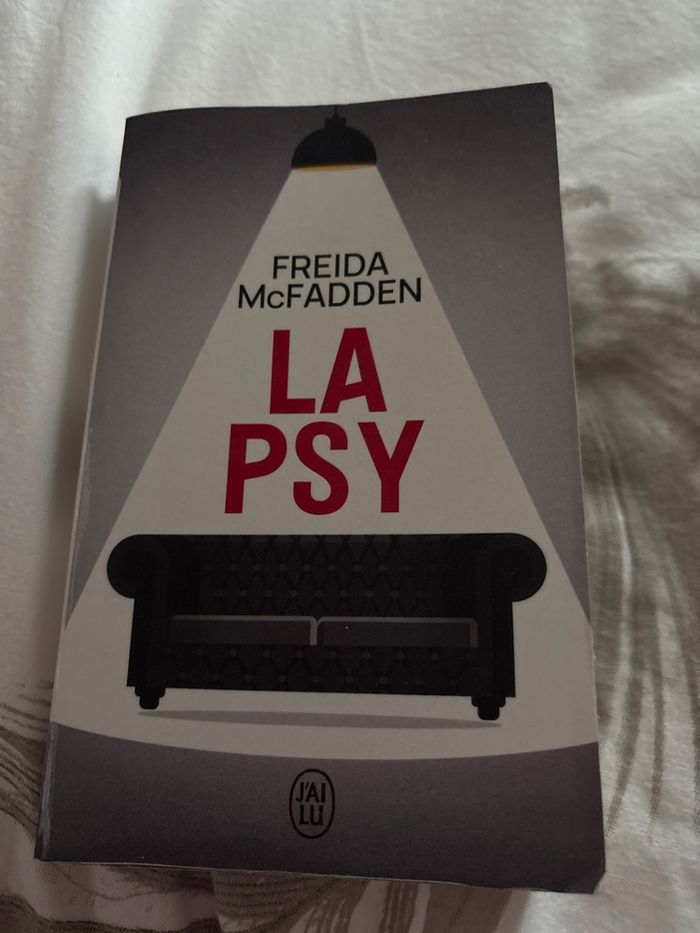 FREIDA
McFADDEN
LA
PSY
J'AI
LU